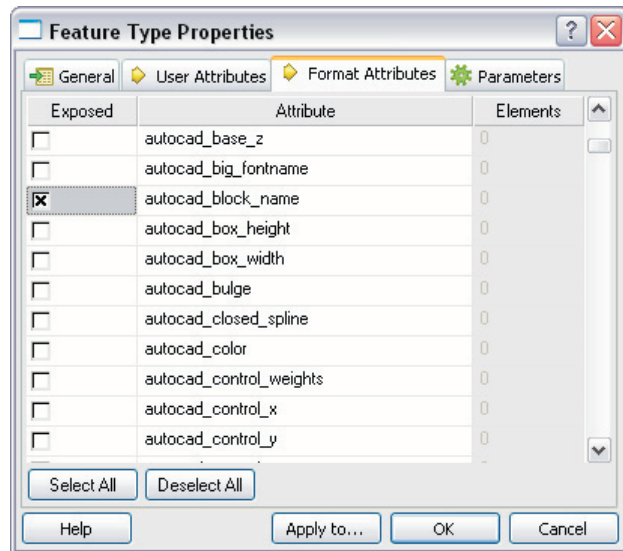 Feature Type Properties
General User Attributes Format Attributes Parameters
Exposed Attribute Elements
autocad_base_z 0
autocad_big_fontname 0
autocad_block_name 0
autocad_box_height 0
autocad_box_width 0
autocad_bulge 0
autocad_closed_spline 0
autocad_color 0
autocad_control_weights 0
autocad_control_x 0
autocad_control_y 0
Select All Deselect All
Help Apply to... OK Cancel